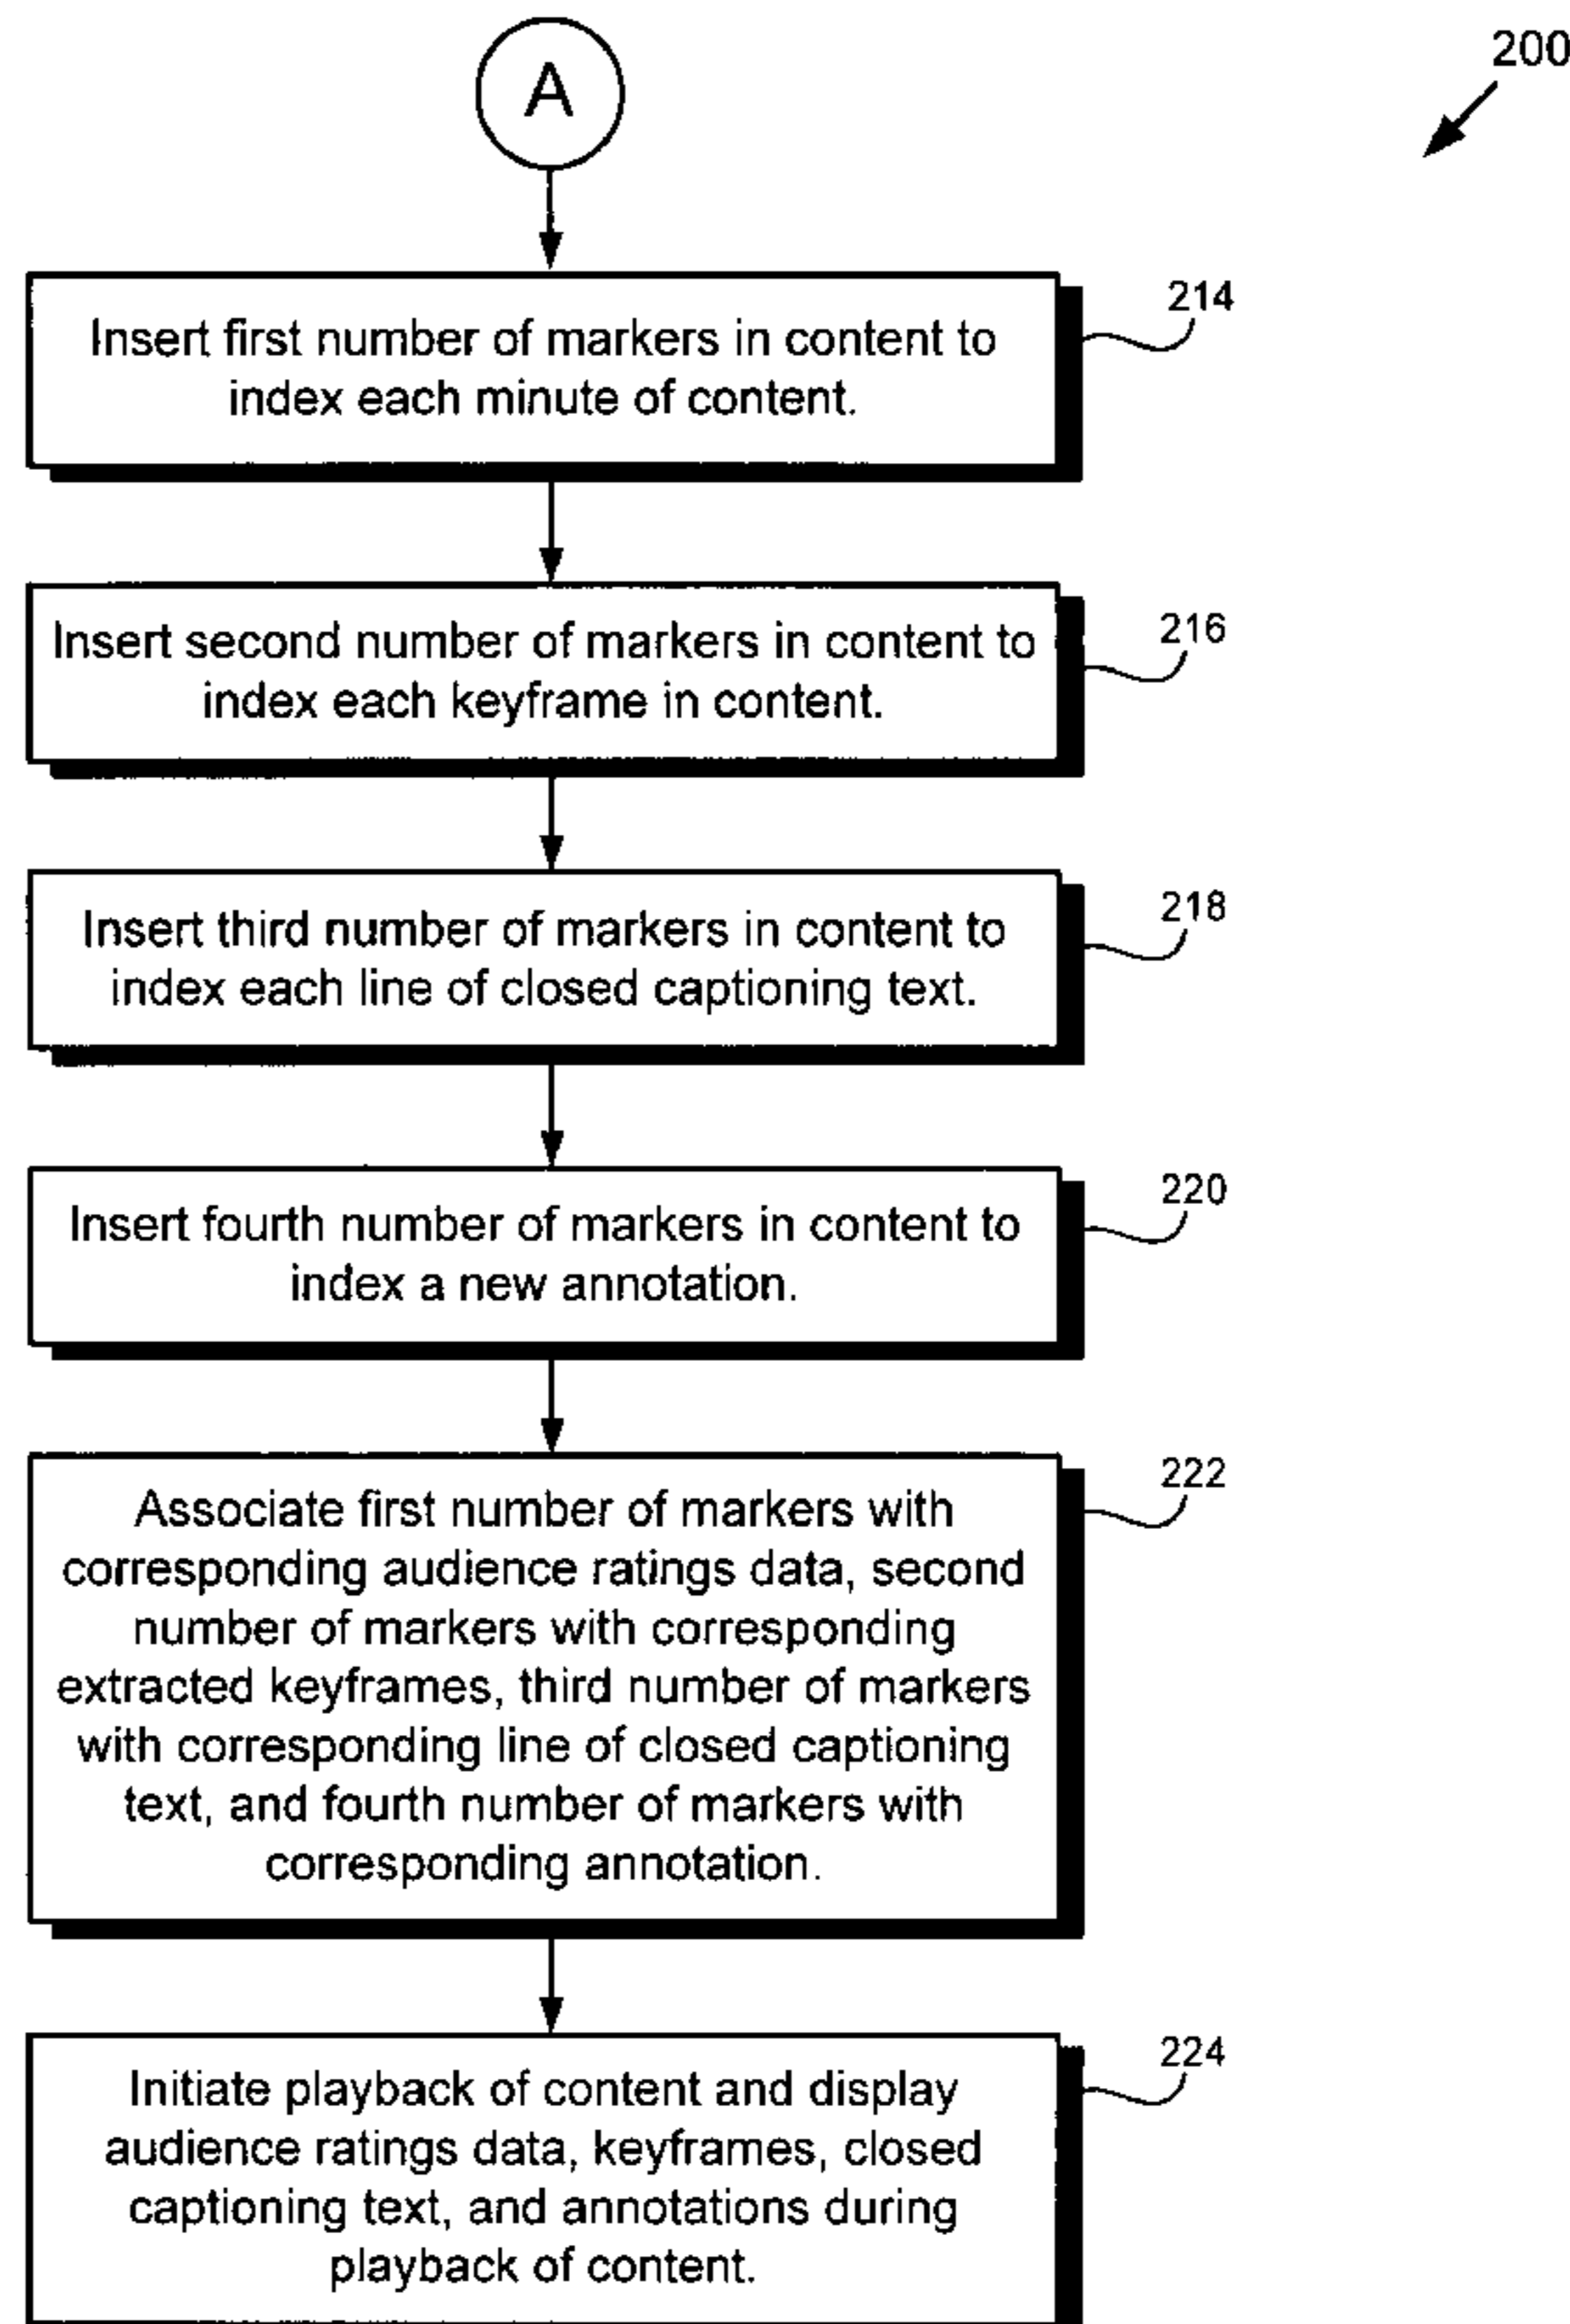 A
200
Insert first number of markers in content to
index each minute of content.
214
Insert second number of markers in content to
index each keyframe in content.
216
Insert third number of markers in content to
index each line of closed captioning text.
218
Insert fourth number of markers in content to
index a new annotation.
220
Associate first number of markers with
corresponding audience ratings data, second
number of markers with corresponding
extracted keyframes, third number of markers
with corresponding line of closed captioning
text, and fourth number of markers with
corresponding annotation.
222
Initiate playback of content and display
audience ratings data, keyframes, closed
captioning text, and annotations during
playback of content.
224